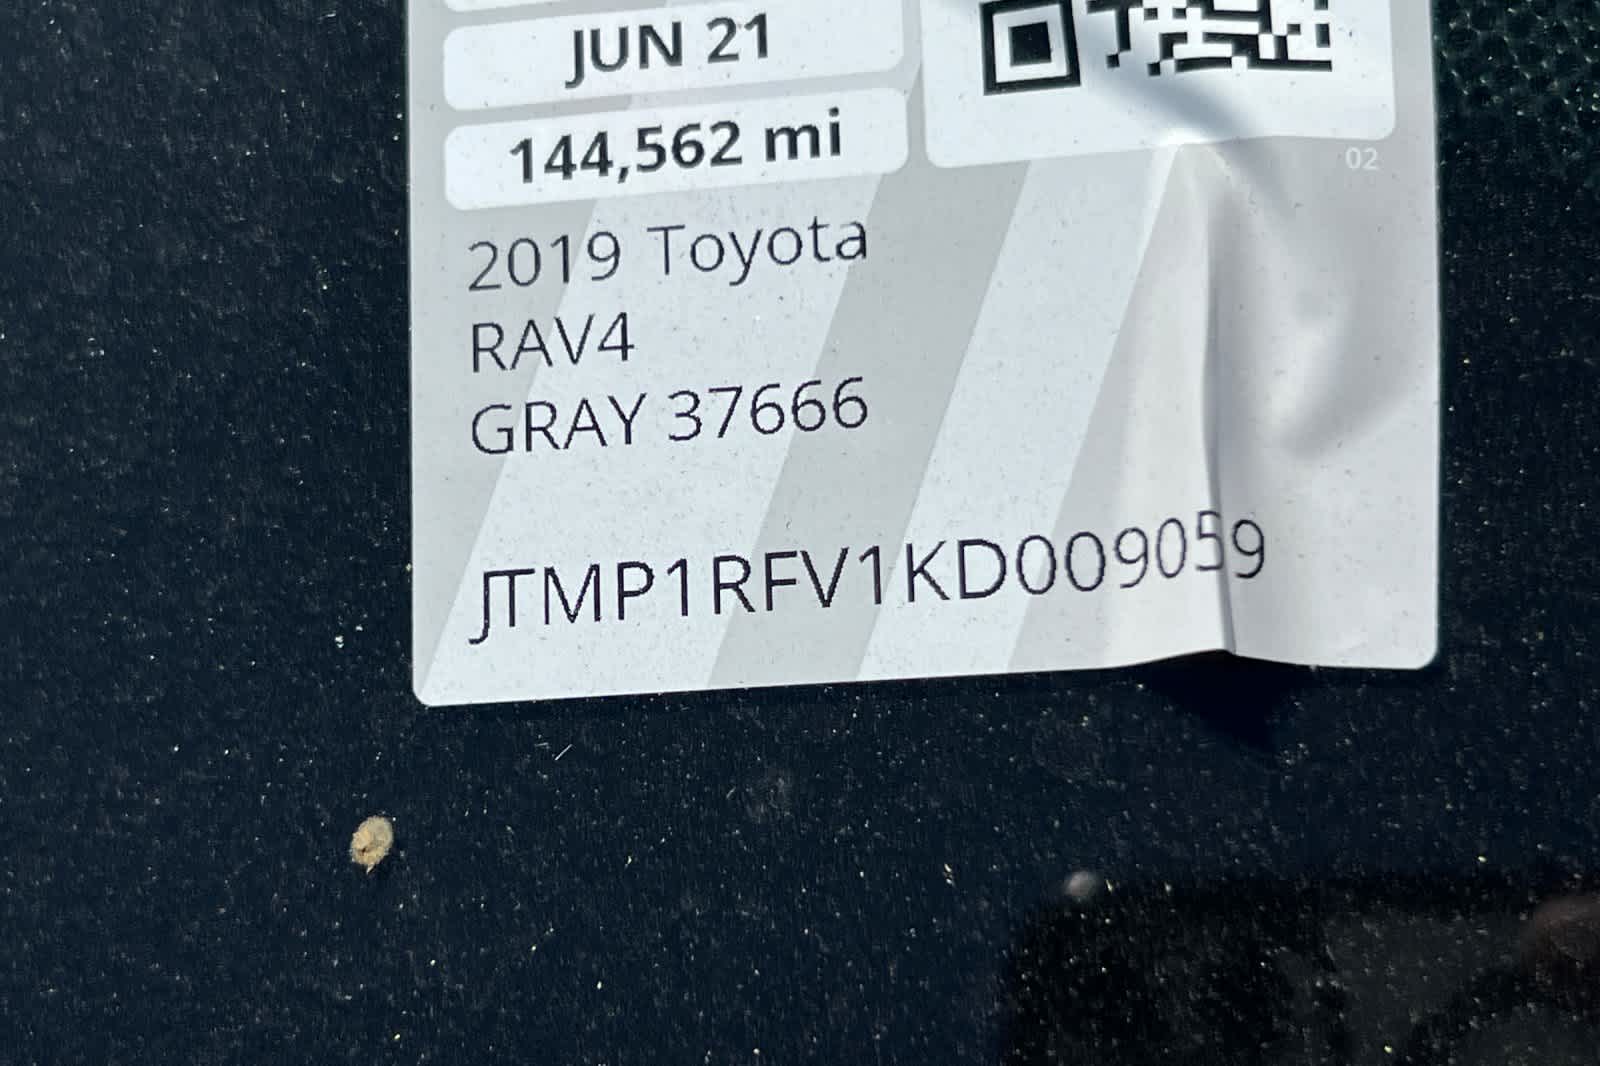 JUN 21
144,562 mi
02
2019 Toyota
RAV4
GRAY 37666
JTMP1RFV1KD009059